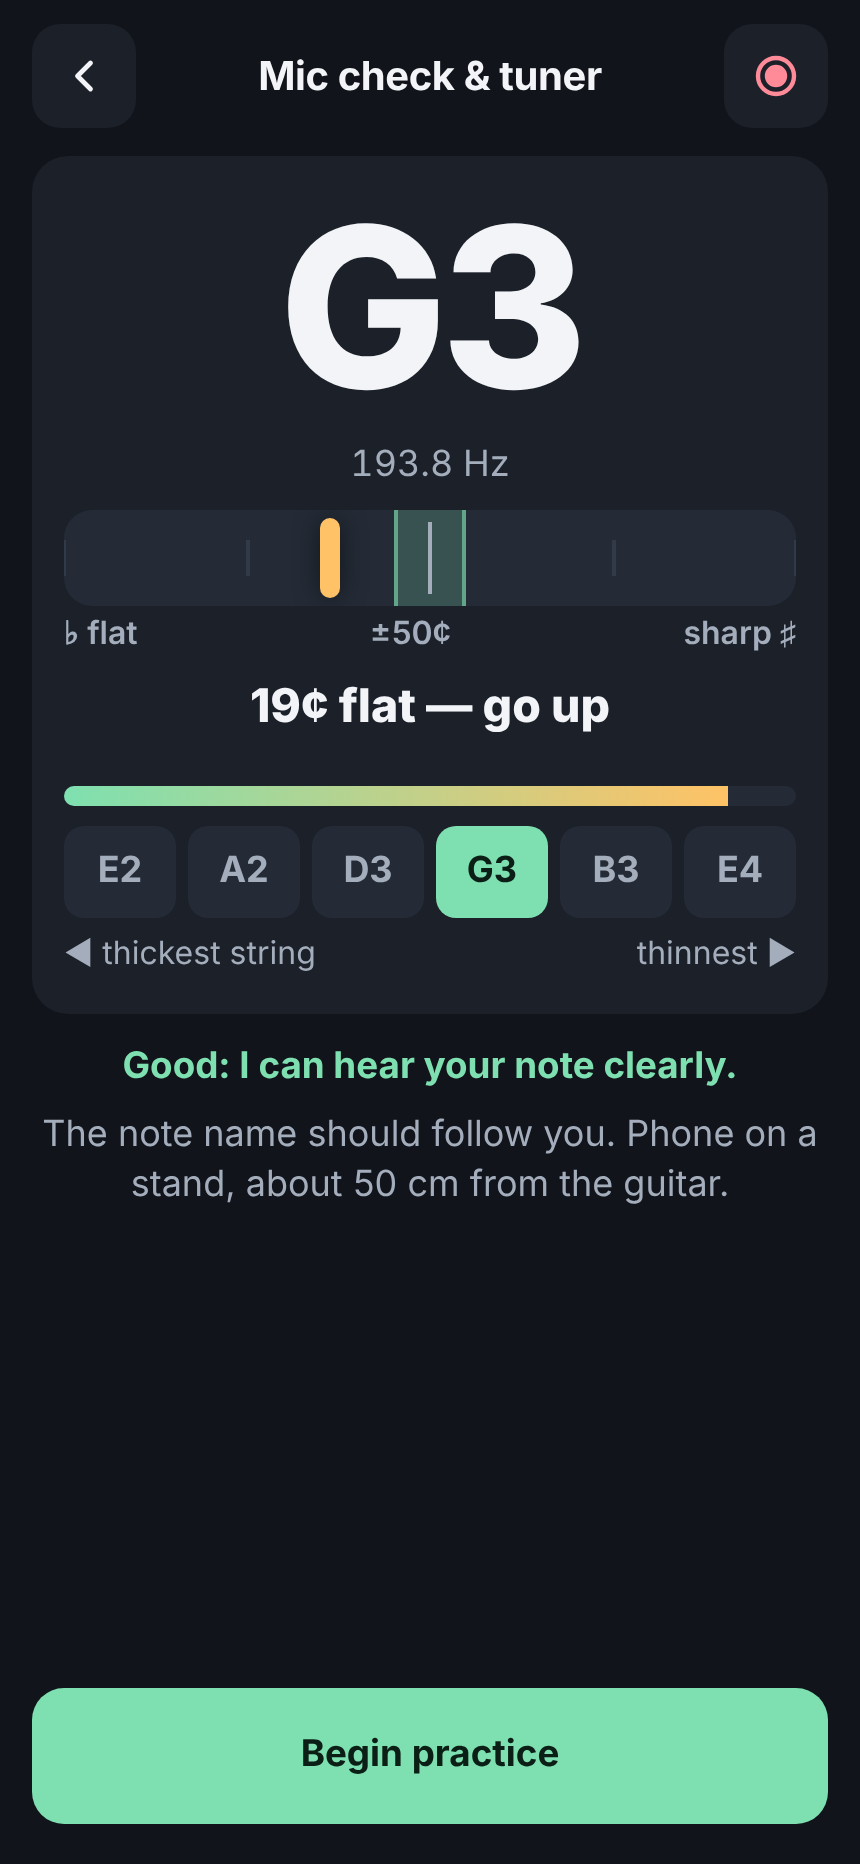 Mic check & tuner
G3
193.8 Hz
♭ flat ±50¢ sharp ♯
19¢ flat — go up
E2 A2 D3 G3 B3 E4
◀ thickest string thinnest ▶
Good: I can hear your note clearly.
The note name should follow you. Phone on a
stand, about 50 cm from the guitar.
Begin practice